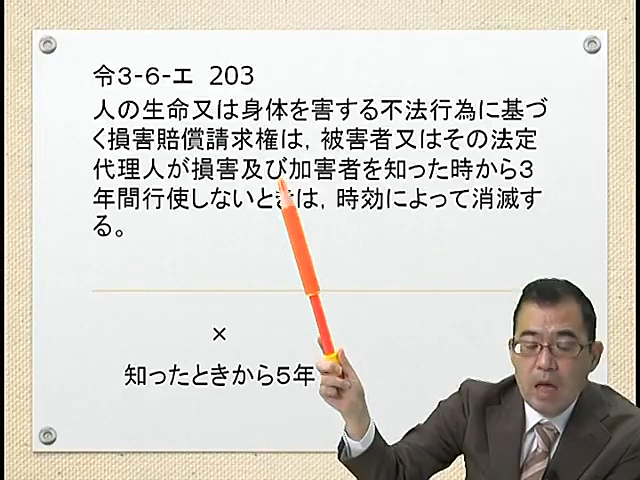 令3-6-エ 203
人の生命又は身体を害する不法行為に基づ
く損害賠償請求権は，被害者又はその法定
代理人が損害及び加害者を知った時から3
年間行使しないときは，時効によって消滅す
る。
×
知ったときから5年